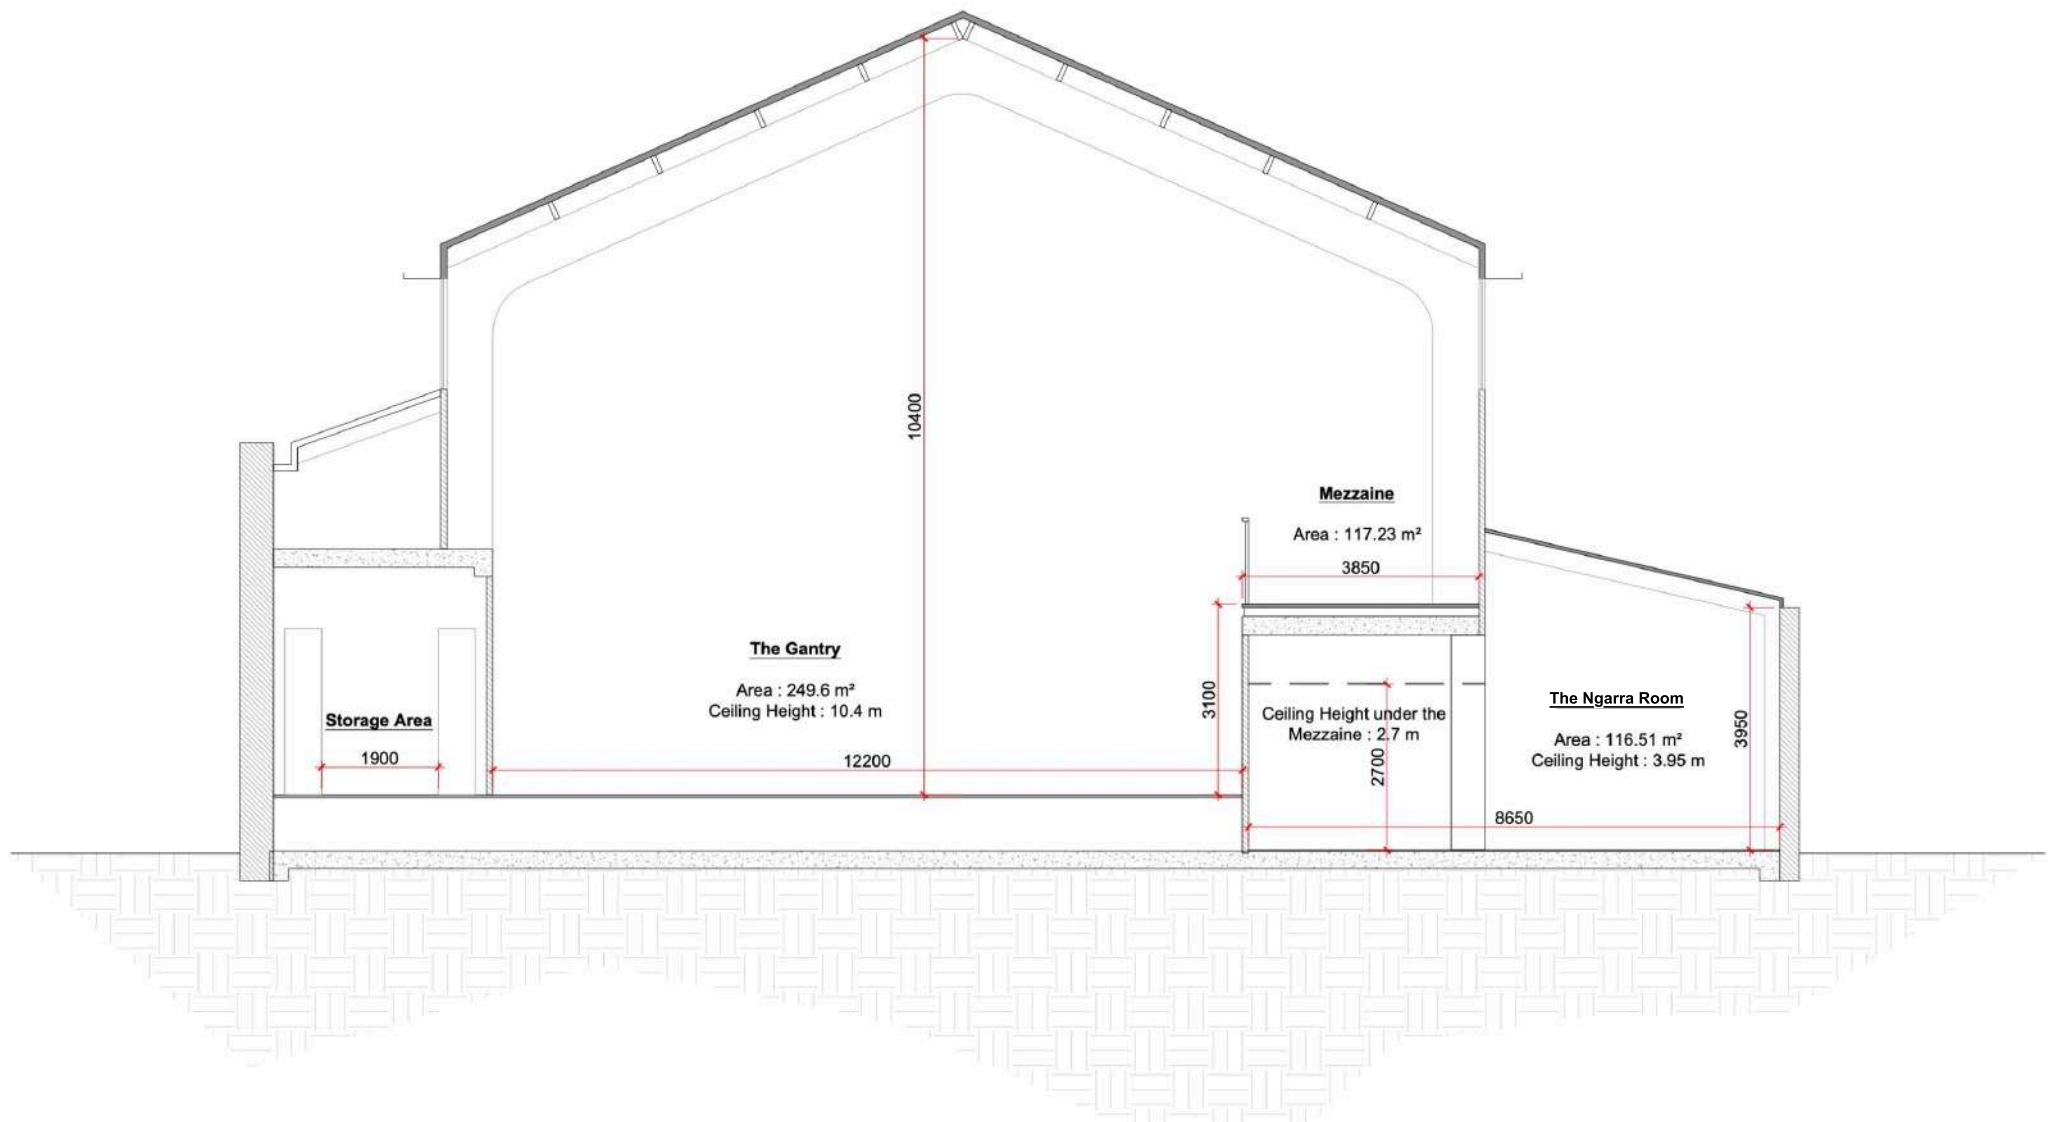 10400
Mezzaine
Area : 117.23 m²
3850
The Gantry
Area : 249.6 m²
Ceiling Height : 10.4 m
3100
Storage Area
1900
12200
Ceiling Height under the
Mezzaine : 2.7 m
2700
The Ngarra Room
Area : 116.51 m²
Ceiling Height : 3.95 m
3950
8650